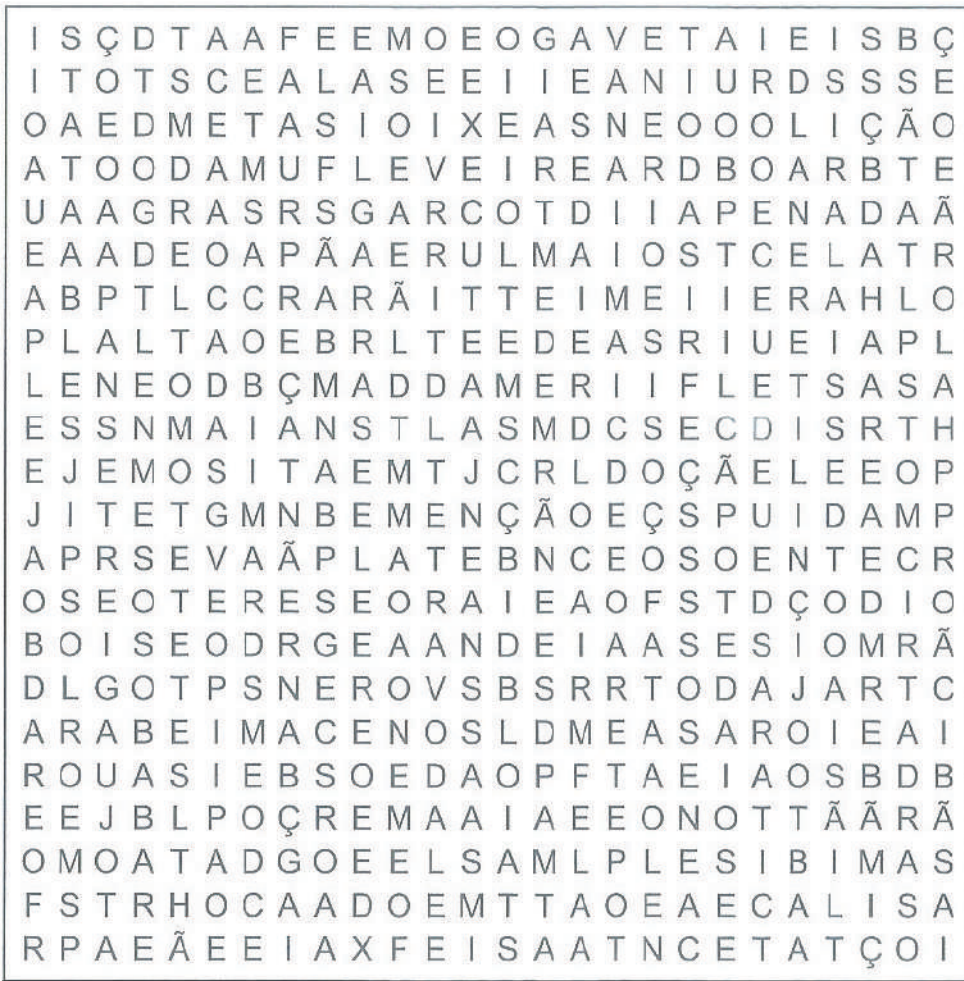 I S Ç D T A A F E E M O E O G A V E T A I E I S B Ç
I T O T S C E A L A S E E I I E A N I U R D S S S E
O A E D M E T A S I O I X E A S N E O O O L I Ç Ã O
A T O O D A M U F L E V E I R E A R D B O A R B T E
U A A G R A S R S G A R C O T D I I A P E N A D A Ã
E A A D E O A P Ã A E R U L M A I O S T C E L A T R
A B P T L C C R A R Ã I T T E I M E I I E R A H L O
P L A L T A O E B R L T E E D E A S R I U E I A P L
L E N E O D B Ç M A D D A M E R I I F L E T S A S A
E S S N M A I A N S T L A S M D C S E C D I S R T H
E J E M O S I T A E M T J C R L D O Ç Ã E L E E O P
J I T E T G M N B E M E N Ç Ã O E Ç S P U I D A M P
A P R S E V A Ã P L A T E B N C E O S O E N T E C R
O S E O T E R E S E O R A I E A O F S T D Ç O D I O
B O I S E O D R G E A A N D E I A A S E S I O M R Ã
D L G O T P S N E R O V S B S R R T O D A J A R T C
A R A B E I M A C E N O S L D M E A S A R O I E A I
R O U A S I E B S O E D A O P F T A E I A O S B D B
E E J B L P O Ç R E M A A I A E E O N O T T Ã Ã R Ã
O M O A T A D G O E E L S A M L P L E S I B I M A S
F S T R H O C A A D O E M T T A O E A E C A L I S A
R P A E Ã E E I A X F E I S A A T N C E T A T Ç O I